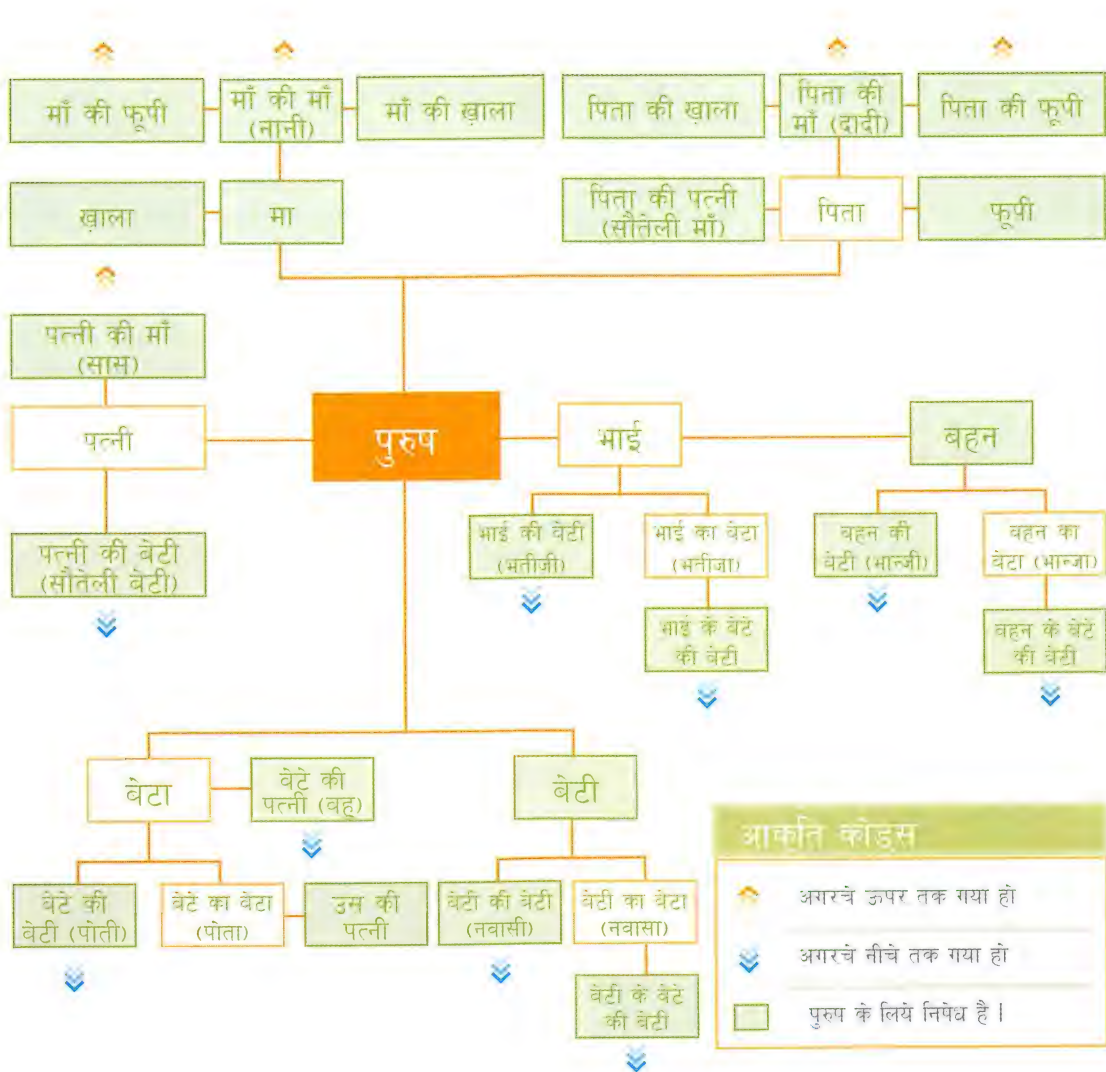 माँ की फूपी
माँ की माँ
(नानी)
माँ की ख़ाला
पिता की ख़ाला
पिता की
माँ (दादी)
पिता की फूपी
ख़ाला
मा
पिता की पत्नी
(सौतेली माँ)
पिता
फूपी
पत्नी की माँ
(सास)
पत्नी
पुरुष
भाई
बहन
पत्नी की बेटी
(सौतेली बेटी)
भाई की बेटी
(भतीजी)
भाई का बेटा
(भतीजा)
बहन की
बेटी (भान्जी)
बहन का
बेटा (भान्जा)
भाई के बेटे
की बेटी
बहन के बेटे
की बेटी
बेटा
बेटे की
पत्नी (बहू)
बेटी
बेटे की
बेटी (पोती)
बेटे का बेटा
(पोता)
उस की
पत्नी
बेटी की बेटी
(नवासी)
बेटी का बेटा
(नवासा)
बेटी के बेटे
की बेटी
आकृति कोड्स
अगरचे ऊपर तक गया हो
अगरचे नीचे तक गया हो
पुरुष के लिये निषेध है |